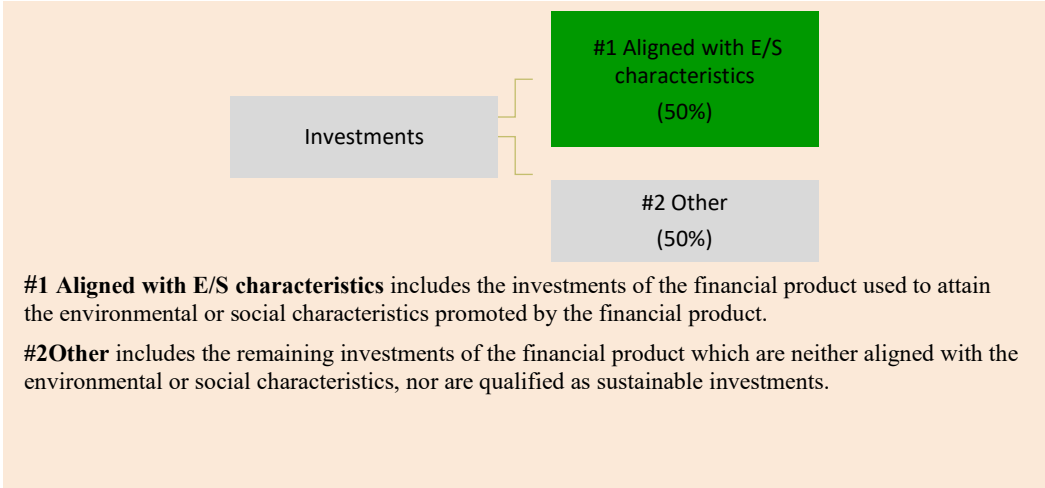 #1 Aligned with E/S
characteristics
(50%)
Investments
#2 Other
(50%)
#1 Aligned with E/S characteristics includes the investments of the financial product used to attain
the environmental or social characteristics promoted by the financial product.
#2Other includes the remaining investments of the financial product which are neither aligned with the
environmental or social characteristics, nor are qualified as sustainable investments.